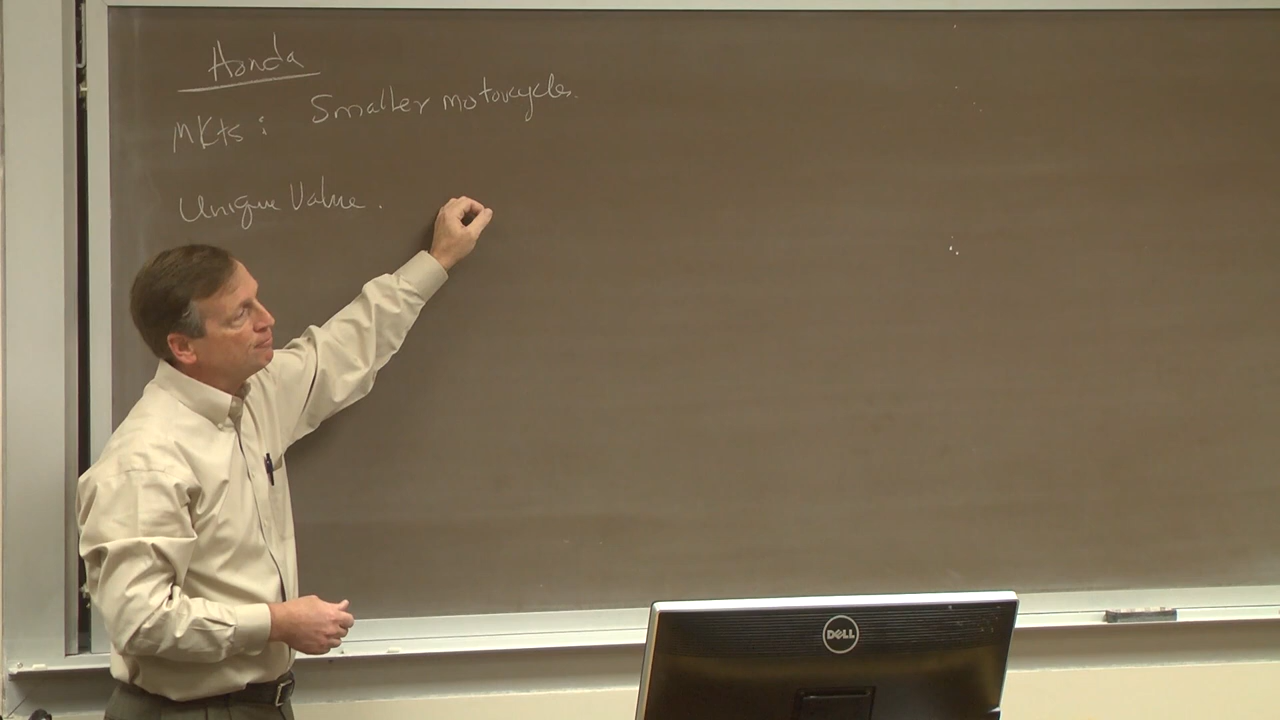 Honda
MKts : Smaller motorcycles.
Unique Value .
DELL